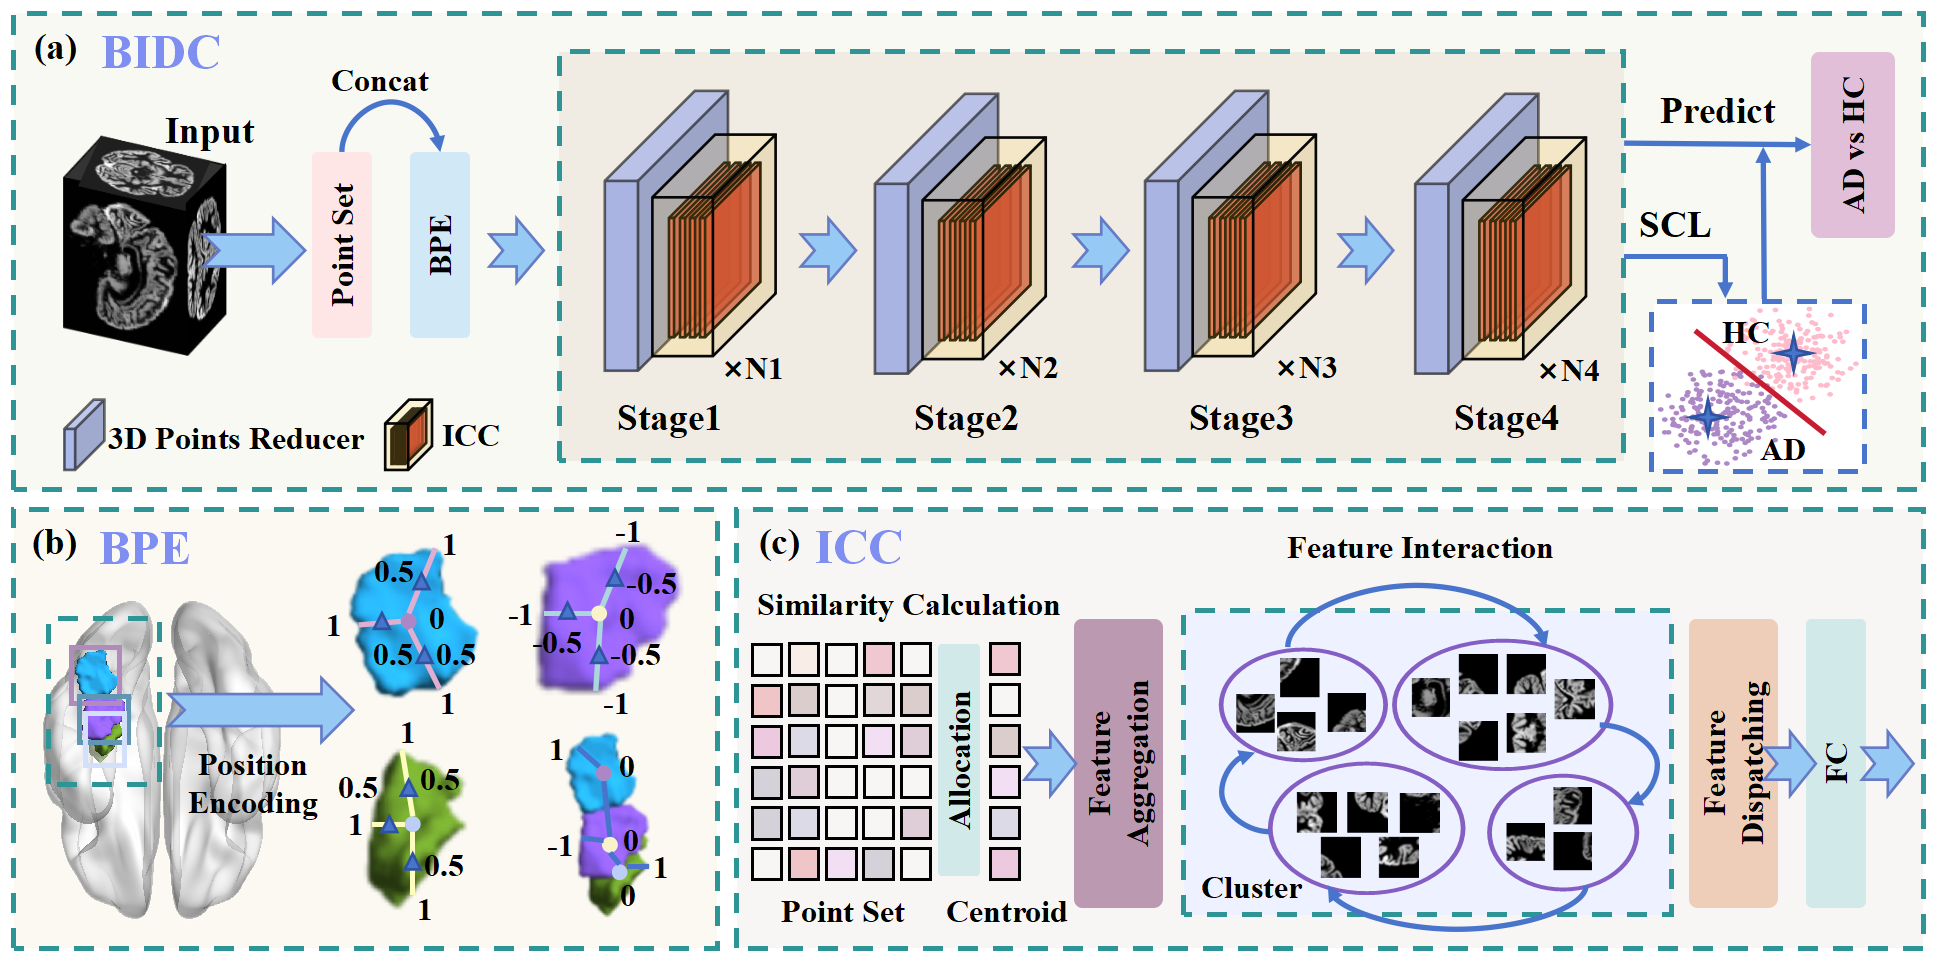 (a) BIDC
Concat
Input
Point Set
BPE
×N1
×N2
×N3
×N4
Stage1
Stage2
Stage3
Stage4
3D Points Reducer
ICC
Predict
AD vs HC
SCL
HC
AD
(b) BPE
Position
Encoding
1
0.5
1
0
0.5
0.5
1
-1
-0.5
-1
0
-0.5
-0.5
-1
1
0.5
0.5
1
0.5
1
1
0
-1
0
1
0
(c) ICC
Similarity Calculation
Allocation
Point Set
Centroid
Feature
Aggregation
Feature Interaction
Cluster
Feature
Dispatching
FC